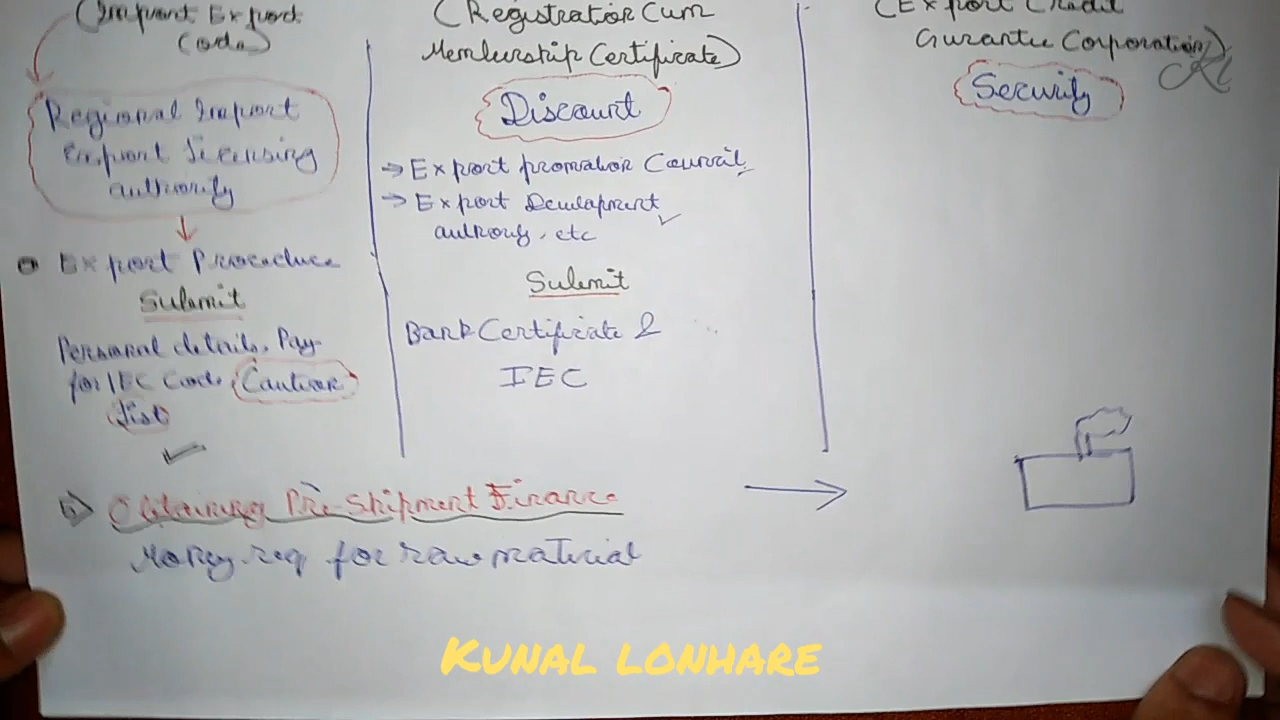 (Import Export
Code)
Regional Import
Export Licensing
authority
Export Procedure
Submit
Personal details, Pay
for IEC Code, Caution
list
(Registration Cum
Membership Certificate)
Discount
→ Export promotion Council
→ Export Development
authority, etc
Submit
Bank Certificate &
IEC
(Export Credit
Gurantee Corporation)
Security
Obtaining Pre-Shipment Finance
Money req for raw material
KUNAL LONHARE